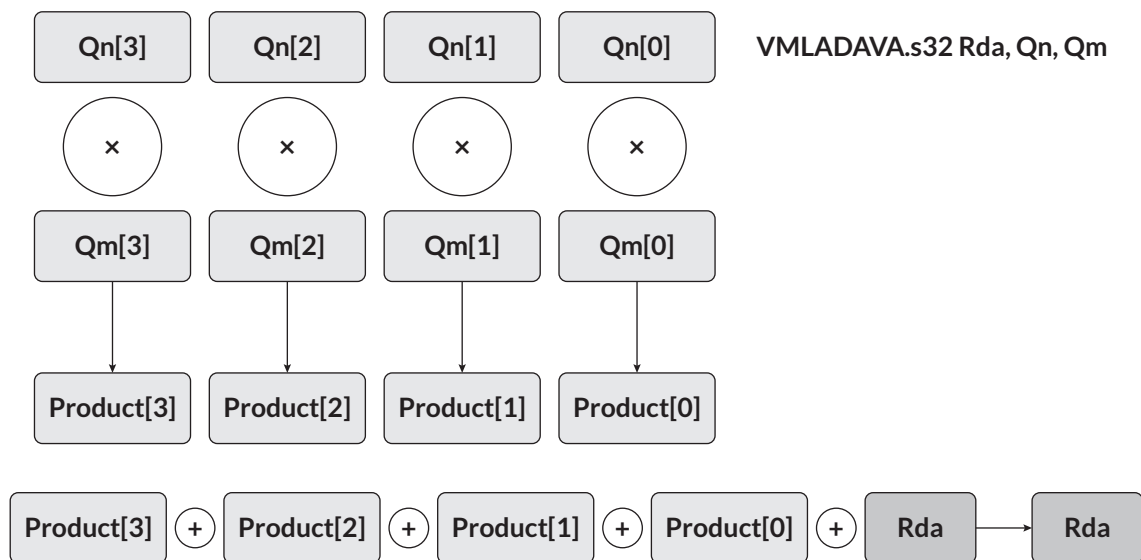 Qn[3] Qn[2] Qn[1] Qn[0] VMLADAVA.s32 Rda, Qn, Qm
× × × ×
Qm[3] Qm[2] Qm[1] Qm[0]
Product[3] Product[2] Product[1] Product[0]
Product[3] + Product[2] + Product[1] + Product[0] + Rda Rda